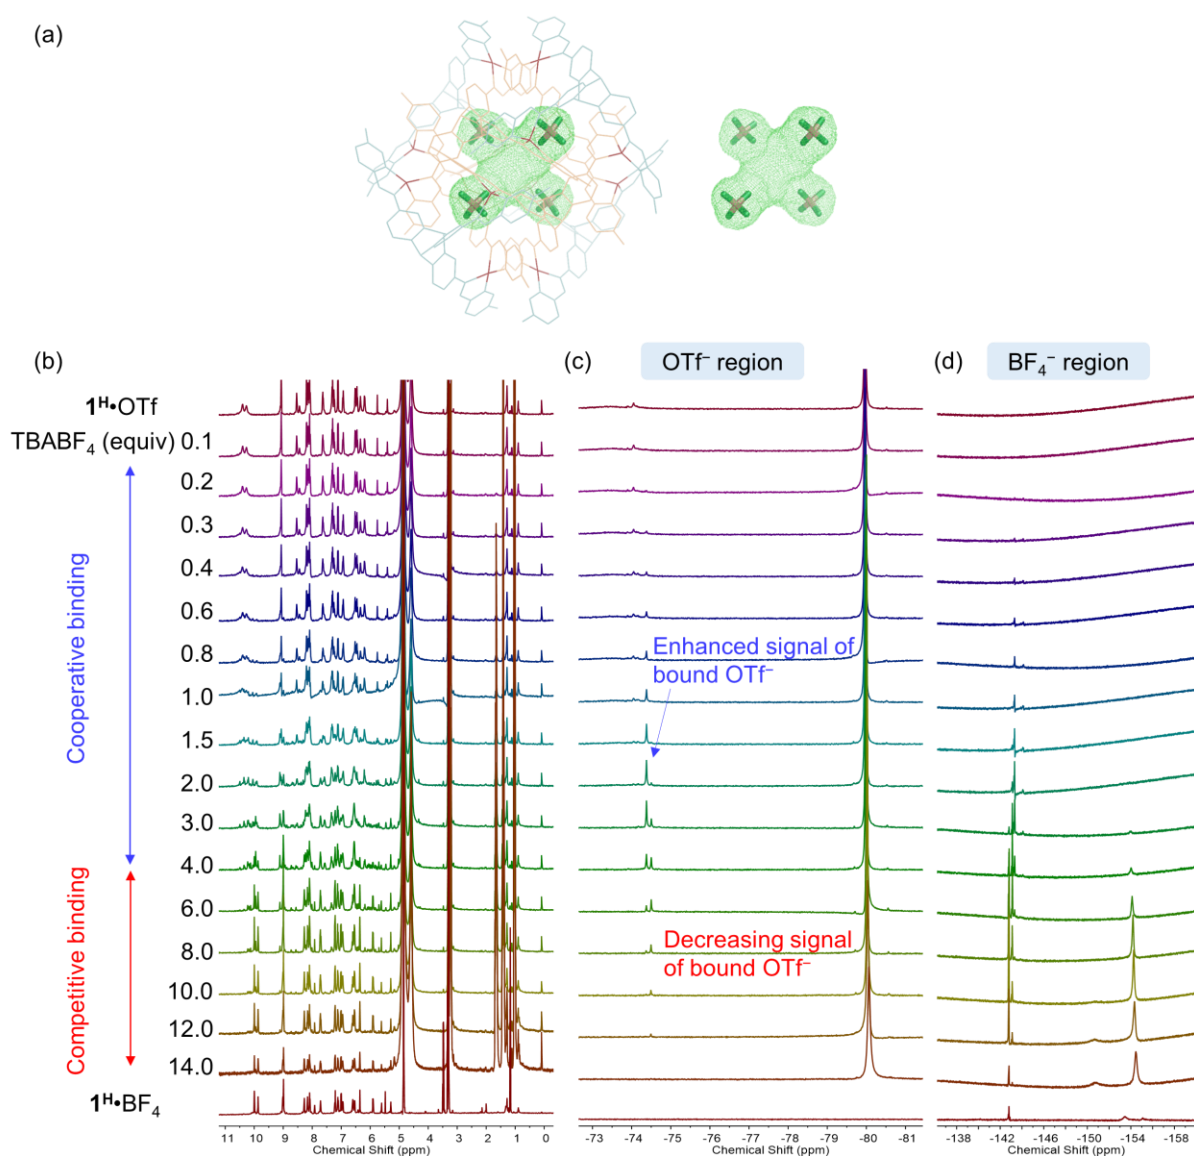 (a)
(b)
(c)
OTf⁻ region
(d)
BF₄⁻ region
1ᴴ•OTf
TBABF₄ (equiv) 0.1
0.2
0.3
0.4
0.6
0.8
1.0
1.5
2.0
3.0
4.0
6.0
8.0
10.0
12.0
14.0
1ᴴ•BF₄
Cooperative binding
Competitive binding
Enhanced signal of
bound OTf⁻
Decreasing signal
of bound OTf⁻
11 10 9 8 7 6 5 4 3 2 1 0
Chemical Shift (ppm)
-73 -74 -75 -76 -77 -78 -79 -80 -81
Chemical Shift (ppm)
-138 -142 -146 -150 -154 -158
Chemical Shift (ppm)